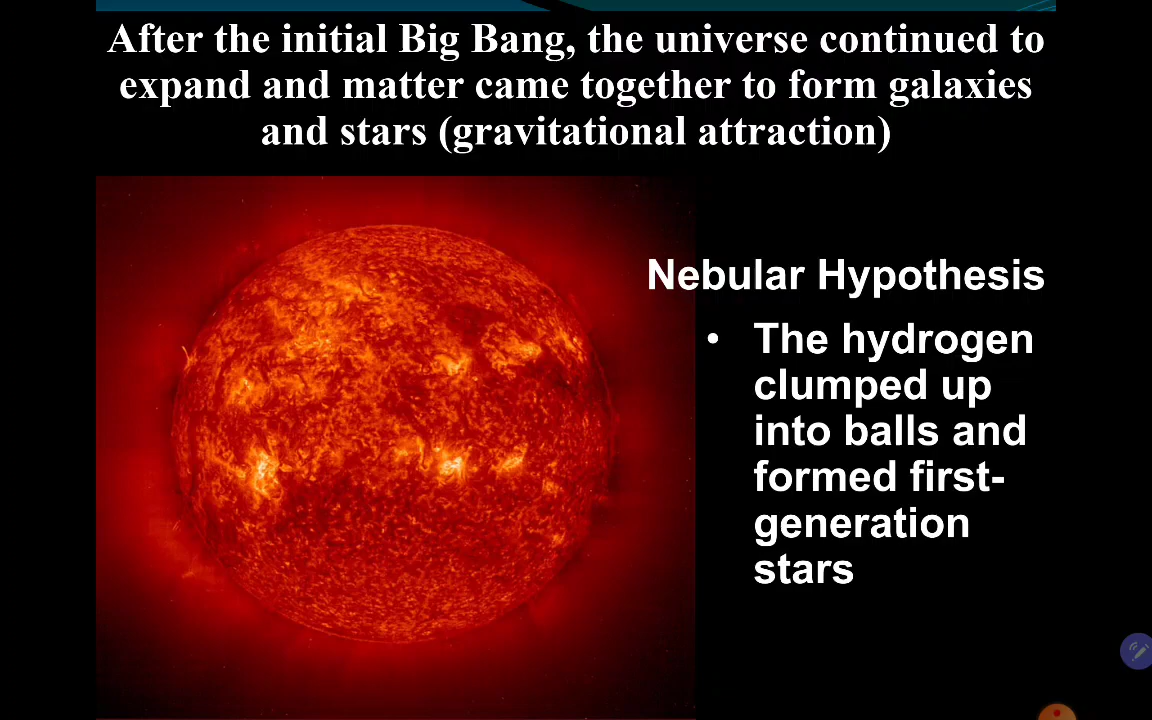 After the initial Big Bang, the universe continued to
expand and matter came together to form galaxies
and stars (gravitational attraction)
Nebular Hypothesis
• The hydrogen
clumped up
into balls and
formed first-
generation
stars